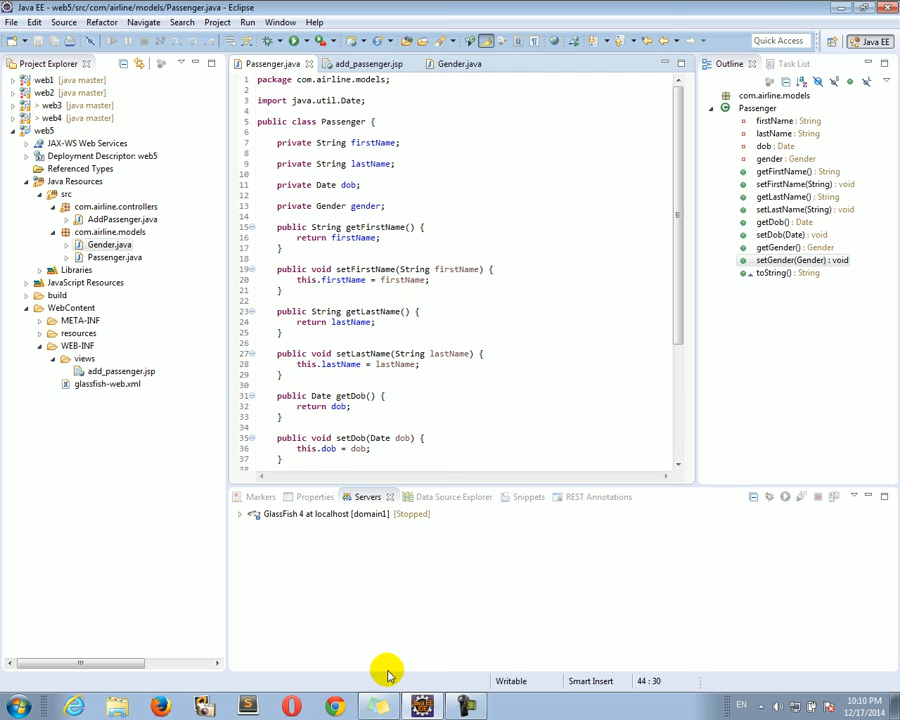 Java EE - web5/src/com/airline/models/Passenger.java - Eclipse
File Edit Source Refactor Navigate Search Project Run Window Help
Quick Access
Java EE
Project Explorer
web1 [java master]
web2 [java master]
> web3 [java master]
> web4 [java master]
web5
JAX-WS Web Services
Deployment Descriptor: web5
Referenced Types
Java Resources
src
com.airline.controllers
AddPassenger.java
com.airline.models
Gender.java
Passenger.java
Libraries
JavaScript Resources
build
WebContent
META-INF
resources
WEB-INF
views
add_passenger.jsp
glassfish-web.xml
Passenger.java add_passenger.jsp Gender.java
1 package com.airline.models;
2
3 import java.util.Date;
4
5 public class Passenger {
6
7 private String firstName;
8
9 private String lastName;
10
11 private Date dob;
12
13 private Gender gender;
14
15 public String getFirstName() {
16 return firstName;
17 }
18
19 public void setFirstName(String firstName) {
20 this.firstName = firstName;
21 }
22
23 public String getLastName() {
24 return lastName;
25 }
26
27 public void setLastName(String lastName) {
28 this.lastName = lastName;
29 }
30
31 public Date getDob() {
32 return dob;
33 }
34
35 public void setDob(Date dob) {
36 this.dob = dob;
37 }
38
Outline Task List
com.airline.models
Passenger
firstName : String
lastName : String
dob : Date
gender : Gender
getFirstName() : String
setFirstName(String) : void
getLastName() : String
setLastName(String) : void
getDob() : Date
setDob(Date) : void
getGender() : Gender
setGender(Gender) : void
toString() : String
Markers Properties Servers Data Source Explorer Snippets REST Annotations
GlassFish 4 at localhost [domain1] [Stopped]
Writable Smart Insert 44 : 30
EN
10:10 PM
12/17/2014